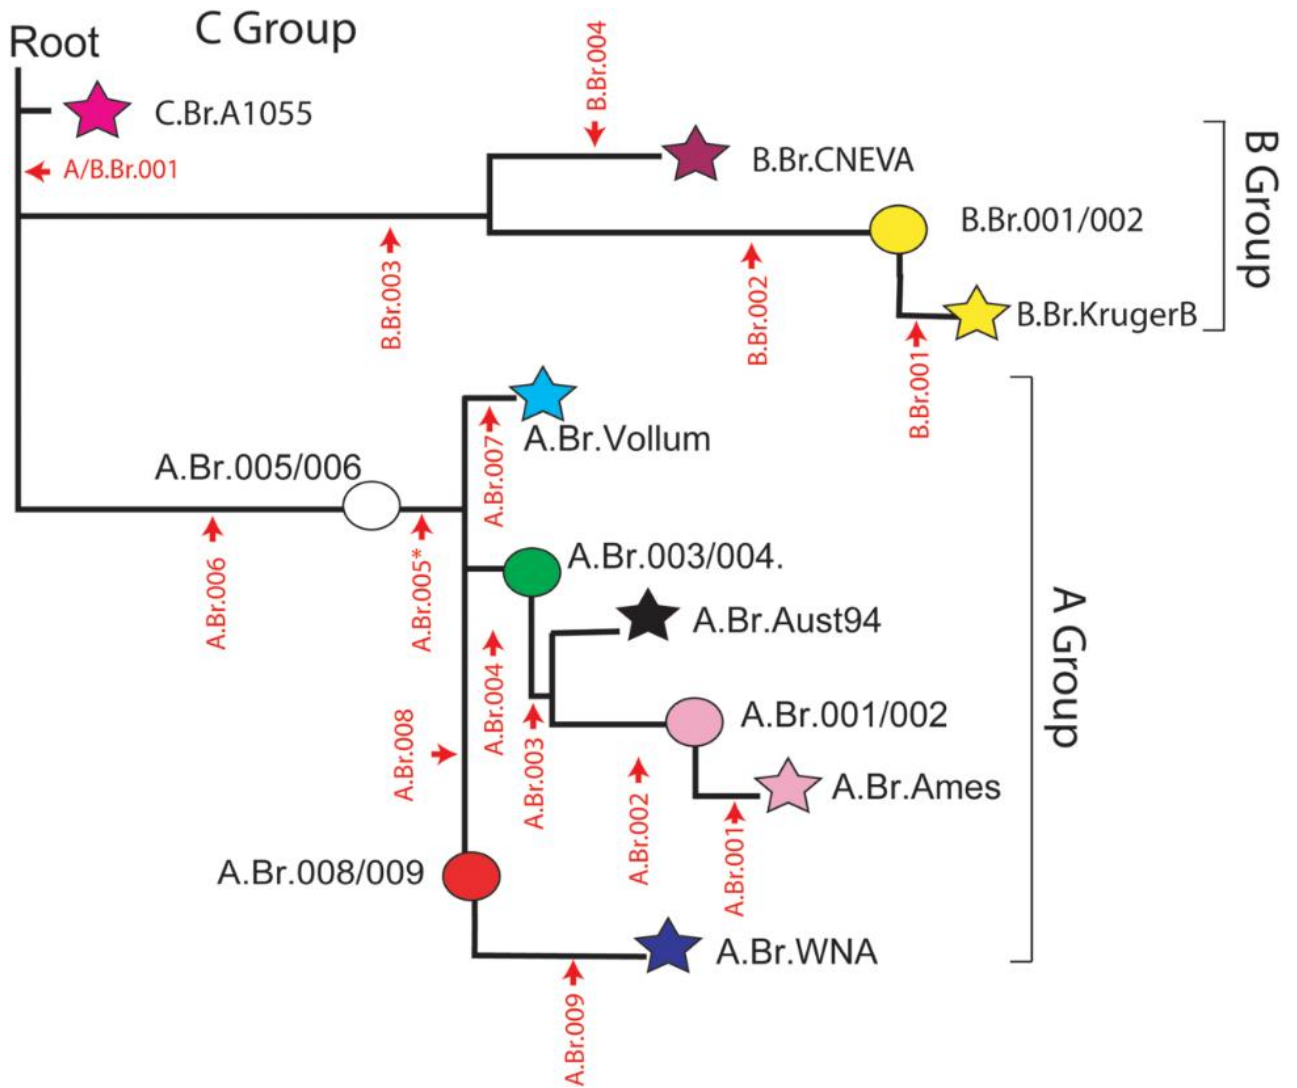 Root
C Group
C.Br.A1055
A/B.Br.001
B.Br.004
B.Br.CNEVA
B.Br.001/002
B.Br.KrugerB
B Group
B.Br.003
B.Br.002
B.Br.001
A.Br.Vollum
A.Br.007
A.Br.005/006
A.Br.006
A.Br.005*
A.Br.003/004.
A.Br.Aust94
A.Br.004
A.Br.003
A.Br.001/002
A.Br.008
A.Br.002
A.Br.Ames
A.Br.001
A Group
A.Br.008/009
A.Br.WNA
A.Br.009